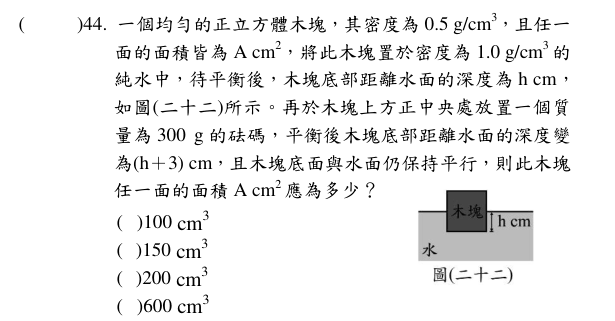 (　　)44. 一個均勻的正立方體木塊，其密度為 0.5 g/cm³，且任一
面的面積皆為 A cm²，將此木塊置於密度為 1.0 g/cm³ 的
純水中，待平衡後，木塊底部距離水面的深度為 h cm，
如圖(二十二)所示。再於木塊上方正中央處放置一個質
量為 300 g 的砝碼，平衡後木塊底部距離水面的深度變
為(h＋3) cm，且木塊底面與水面仍保持平行，則此木塊
任一面的面積 A cm² 應為多少？
(　)100 cm³
(　)150 cm³
(　)200 cm³
(　)600 cm³
木塊
h cm
水
圖(二十二)